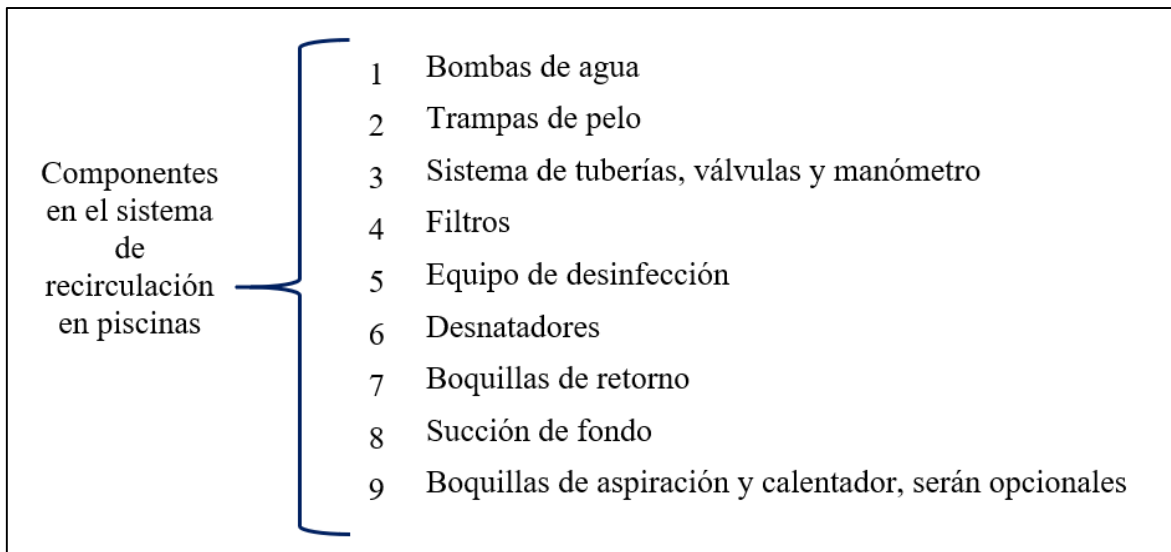 Componentes
en el sistema
de
recirculación
en piscinas
1 Bombas de agua
2 Trampas de pelo
3 Sistema de tuberías, válvulas y manómetro
4 Filtros
5 Equipo de desinfección
6 Desnatadores
7 Boquillas de retorno
8 Succión de fondo
9 Boquillas de aspiración y calentador, serán opcionales